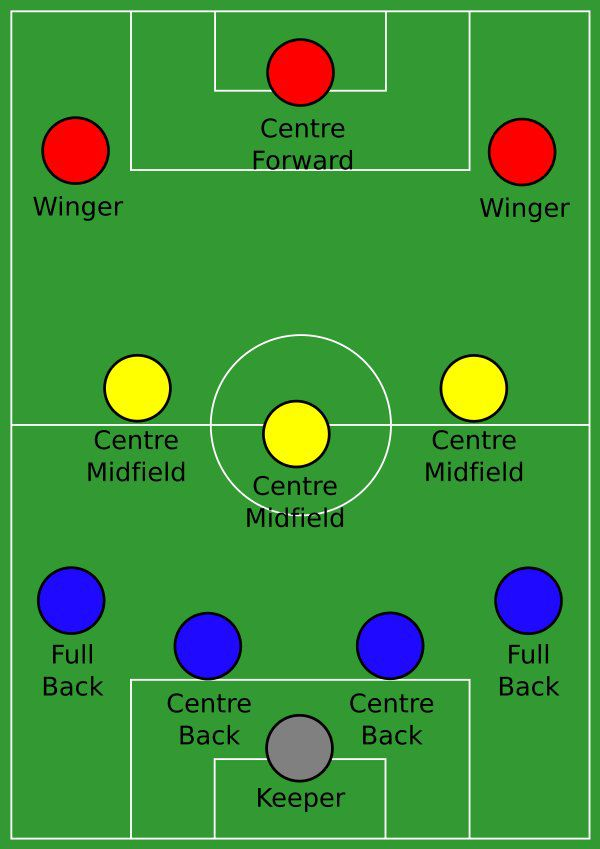 Centre
Forward
Winger
Winger
Centre
Midfield
Centre
Midfield
Centre
Midfield
Full
Back
Centre
Back
Centre
Back
Full
Back
Keeper